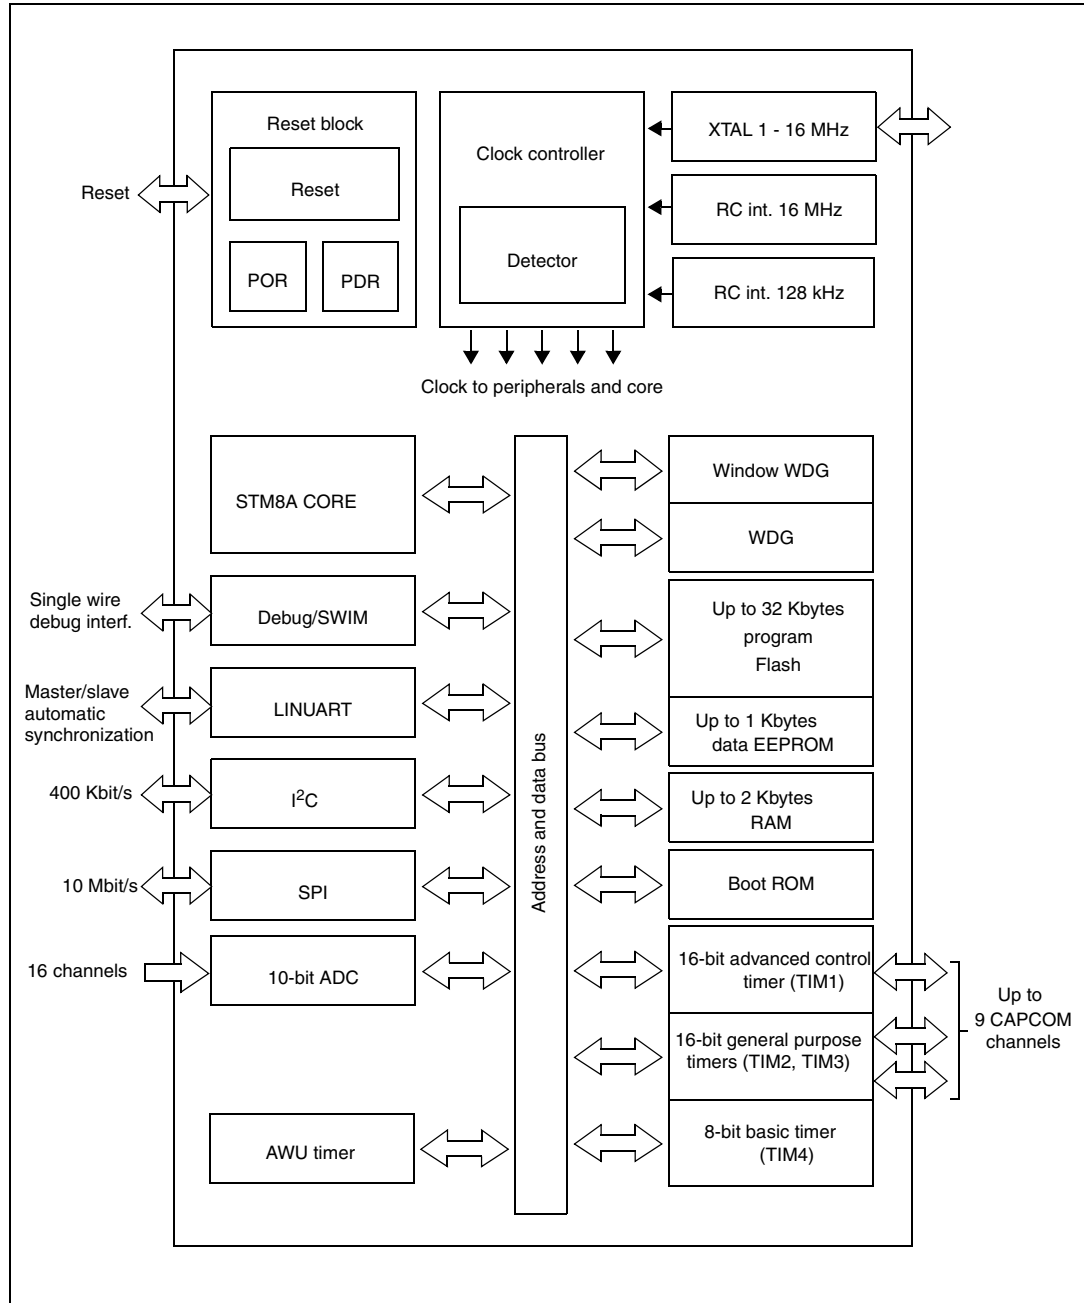 Reset block
Reset
POR
PDR
Reset
Clock controller
Detector
XTAL 1 - 16 MHz
RC int. 16 MHz
RC int. 128 kHz
Clock to peripherals and core
STM8A CORE
Single wire
debug interf.
Debug/SWIM
Master/slave
automatic
synchronization
LINUART
400 Kbit/s
I²C
10 Mbit/s
SPI
16 channels
10-bit ADC
AWU timer
Address and data bus
Window WDG
WDG
Up to 32 Kbytes
program
Flash
Up to 1 Kbytes
data EEPROM
Up to 2 Kbytes
RAM
Boot ROM
16-bit advanced control
timer (TIM1)
16-bit general purpose
timers (TIM2, TIM3)
8-bit basic timer
(TIM4)
Up to
9 CAPCOM
channels